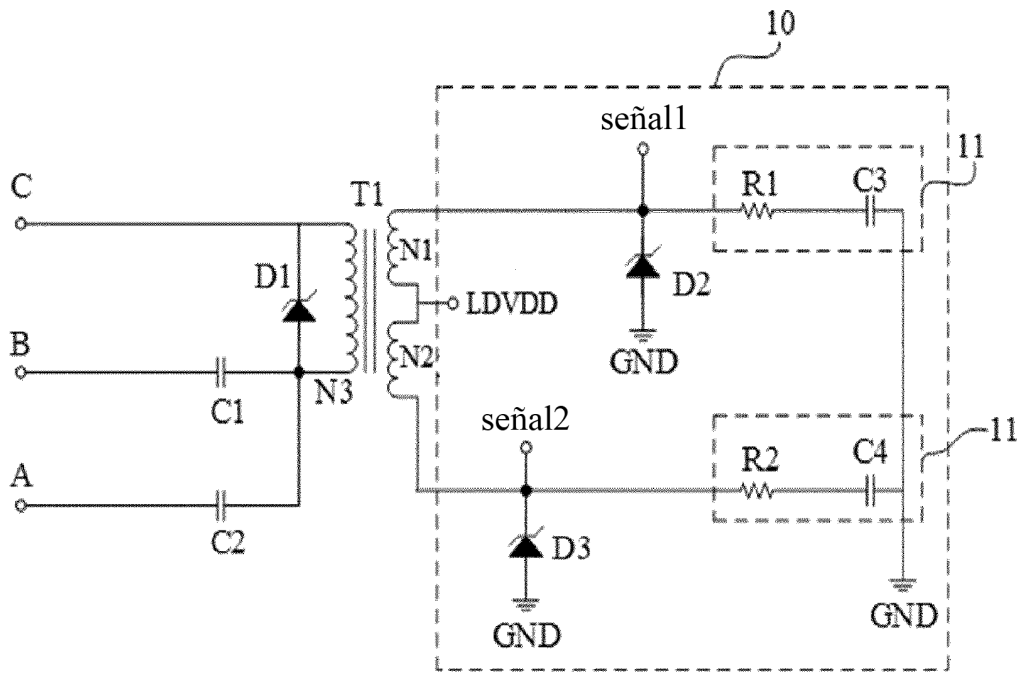 10
señal1
11
C
T1
R1
C3
D1
N1
D2
LDVDD
B
N2
GND
C1
N3
señal2
11
A
R2
C4
C2
D3
GND
GND